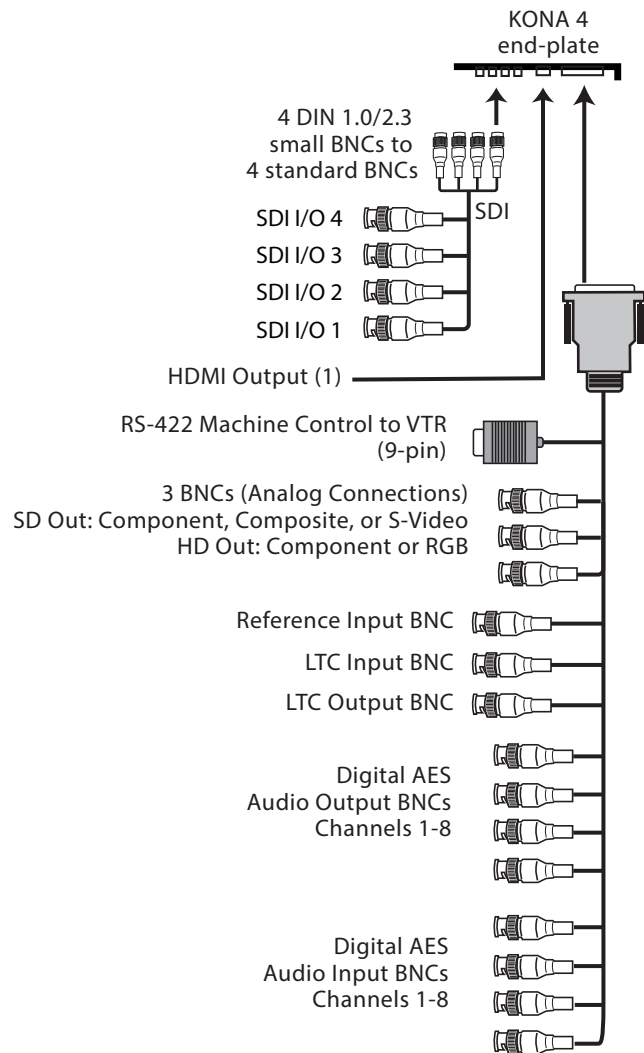 KONA 4
end-plate
4 DIN 1.0/2.3
small BNCs to
4 standard BNCs
SDI
SDI I/O 4
SDI I/O 3
SDI I/O 2
SDI I/O 1
HDMI Output (1)
RS-422 Machine Control to VTR
(9-pin)
3 BNCs (Analog Connections)
SD Out: Component, Composite, or S-Video
HD Out: Component or RGB
Reference Input BNC
LTC Input BNC
LTC Output BNC
Digital AES
Audio Output BNCs
Channels 1-8
Digital AES
Audio Input BNCs
Channels 1-8